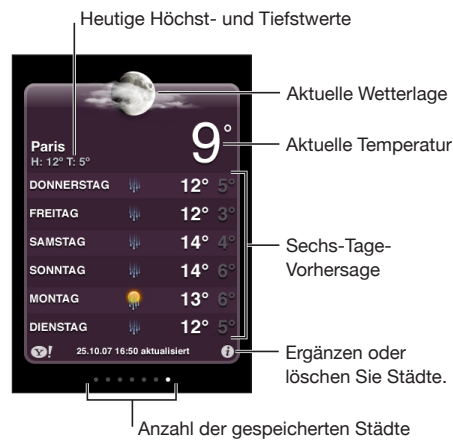 Heutige Höchst- und Tiefstwerte
Aktuelle Wetterlage
9°
Aktuelle Temperatur
Paris
H: 12° T: 5°
DONNERSTAG 12° 5°
FREITAG 12° 3°
SAMSTAG 14° 4°
SONNTAG 14° 6°
MONTAG 13° 6°
DIENSTAG 12° 5°
Sechs-Tage-
Vorhersage
Y! 25.10.07 16:50 aktualisiert i
Ergänzen oder
löschen Sie Städte.
Anzahl der gespeicherten Städte